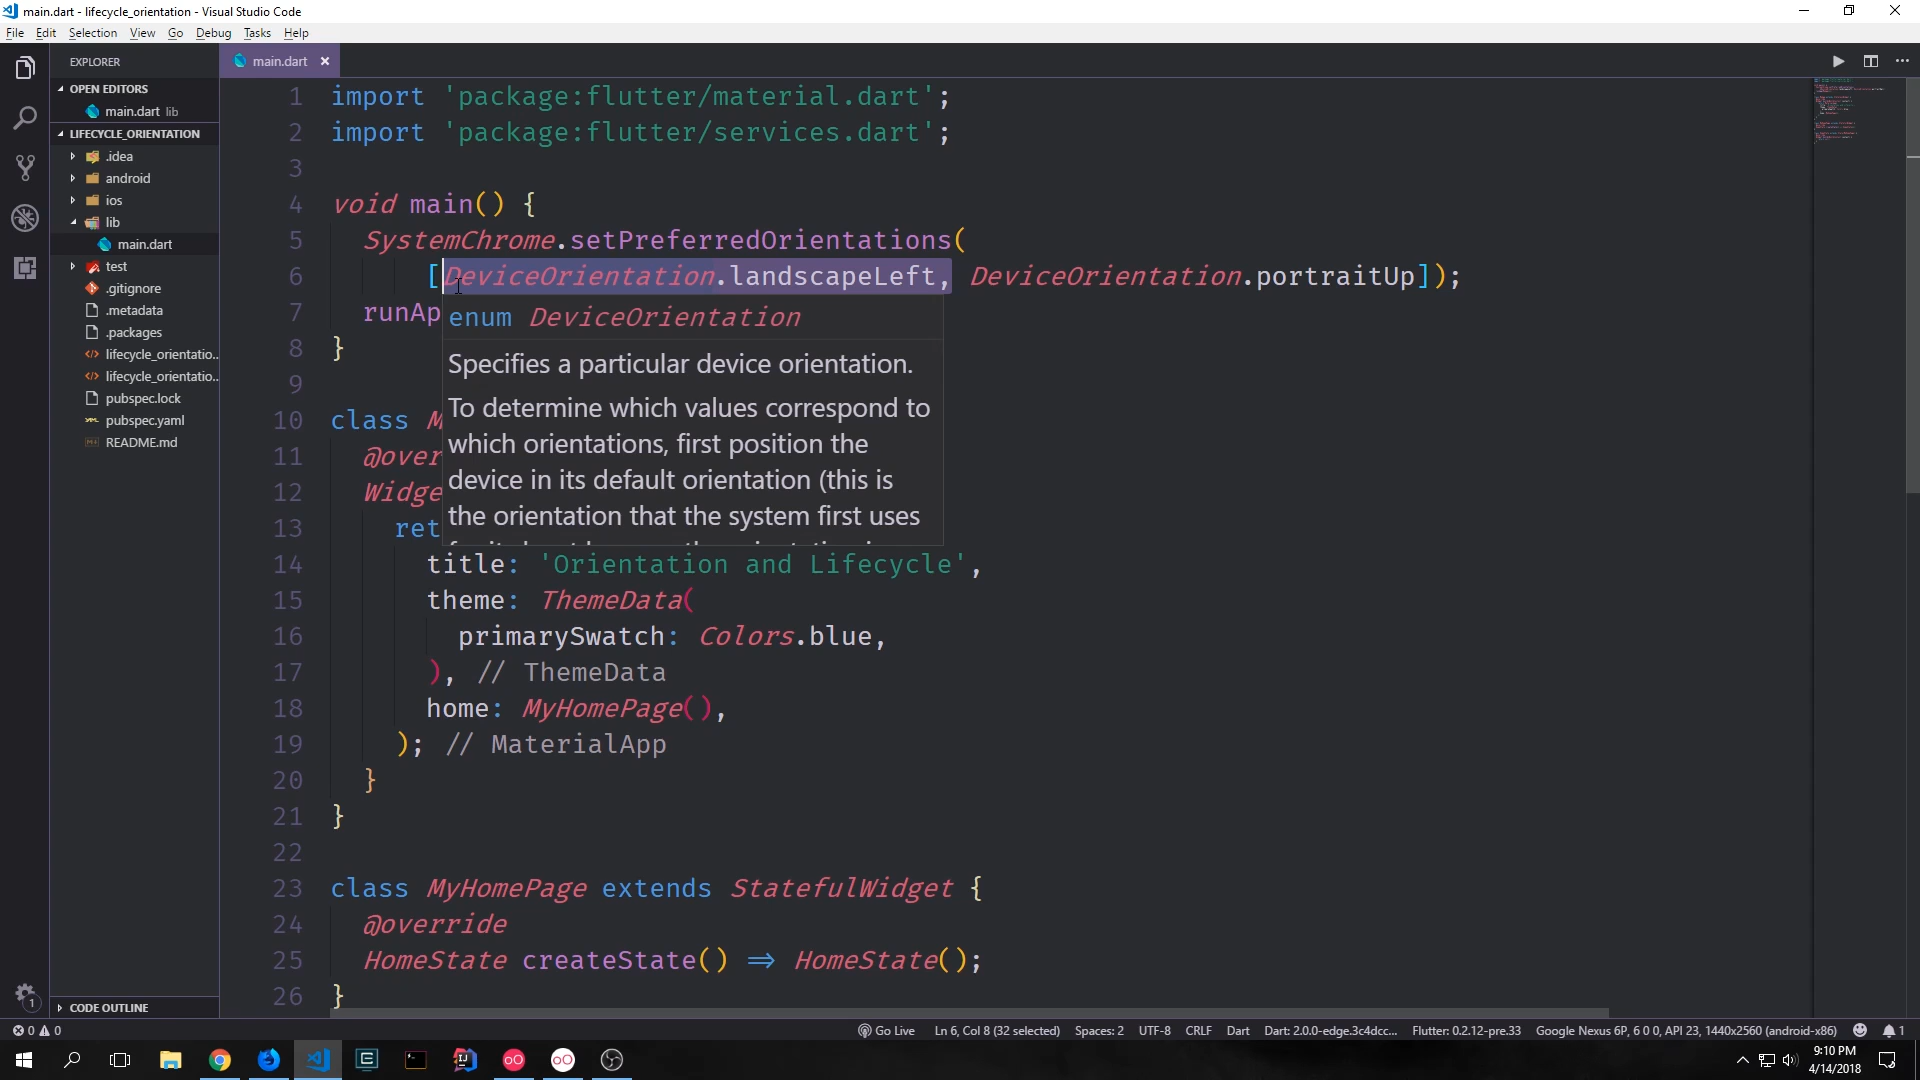 main.dart - lifecycle_orientation - Visual Studio Code
File Edit Selection View Go Debug Tasks Help
EXPLORER
OPEN EDITORS
main.dart lib
LIFECYCLE_ORIENTATION
.idea
android
ios
lib
main.dart
test
.gitignore
.metadata
.packages
lifecycle_orientatio...
lifecycle_orientatio...
pubspec.lock
pubspec.yaml
README.md
CODE OUTLINE
main.dart
1 import 'package:flutter/material.dart';
2 import 'package:flutter/services.dart';
3
4 void main() {
5 SystemChrome.setPreferredOrientations(
6 [DeviceOrientation.landscapeLeft, DeviceOrientation.portraitUp]);
7 runAp
8 }
9
10 class M
11 @over
12 Widge
13 ret
enum DeviceOrientation
Specifies a particular device orientation.
To determine which values correspond to
which orientations, first position the
device in its default orientation (this is
the orientation that the system first uses
14 title: 'Orientation and Lifecycle',
15 theme: ThemeData(
16 primarySwatch: Colors.blue,
17 ), // ThemeData
18 home: MyHomePage(),
19 ); // MaterialApp
20 }
21 }
22
23 class MyHomePage extends StatefulWidget {
24 @override
25 HomeState createState() => HomeState();
26 }
0 0 Go Live Ln 6, Col 8 (32 selected) Spaces: 2 UTF-8 CRLF Dart Dart: 2.0.0-edge.3c4dcc... Flutter: 0.2.12-pre.33 Google Nexus 6P, 6 0 0, API 23, 1440x2560 (android-x86) 1
9:10 PM
4/14/2018